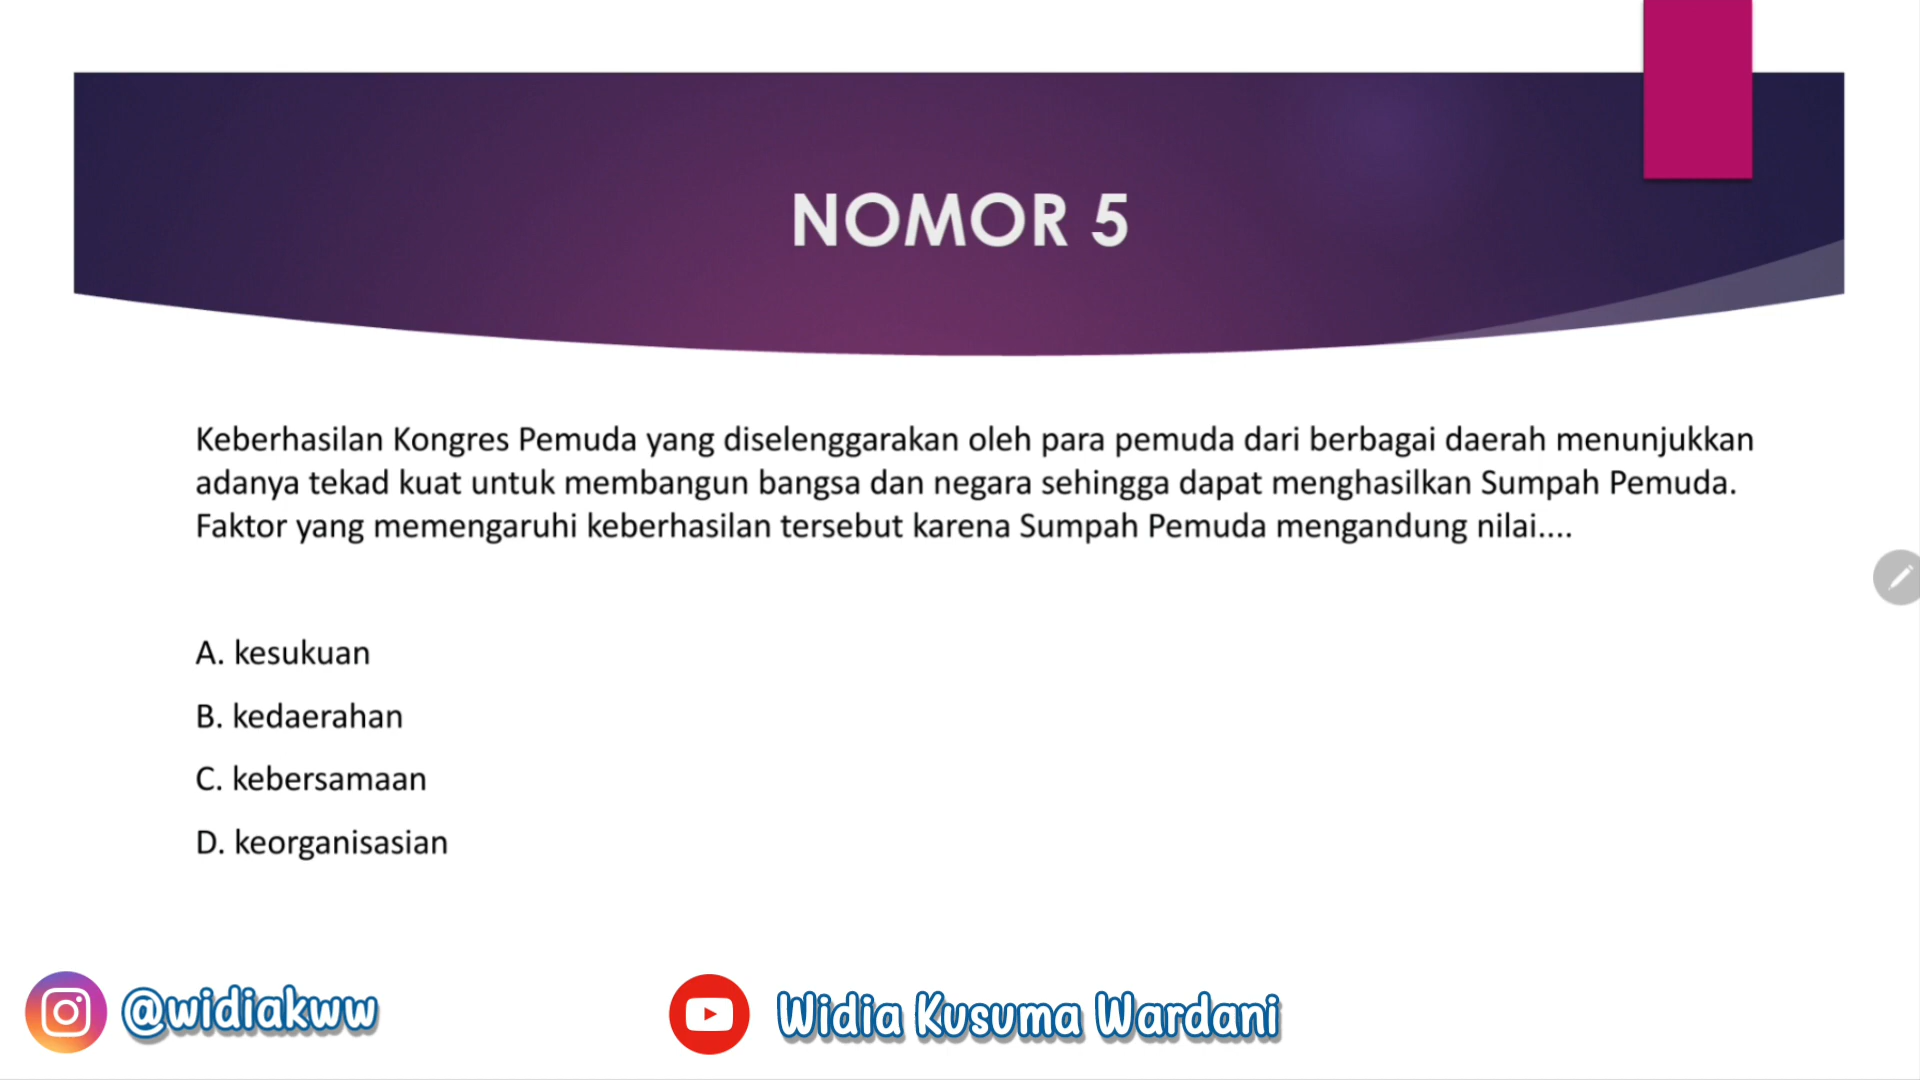 NOMOR 5
Keberhasilan Kongres Pemuda yang diselenggarakan oleh para pemuda dari berbagai daerah menunjukkan
adanya tekad kuat untuk membangun bangsa dan negara sehingga dapat menghasilkan Sumpah Pemuda.
Faktor yang memengaruhi keberhasilan tersebut karena Sumpah Pemuda mengandung nilai....
A. kesukuan
B. kedaerahan
C. kebersamaan
D. keorganisasian
@widiakww
Widia Kusuma Wardani